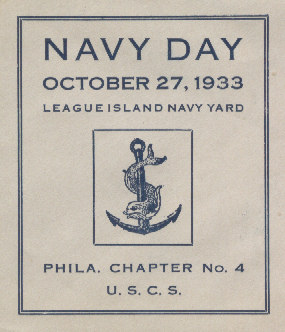 NAVY DAY
OCTOBER 27, 1933
LEAGUE ISLAND NAVY YARD
PHILA. CHAPTER No. 4
U. S. C. S.